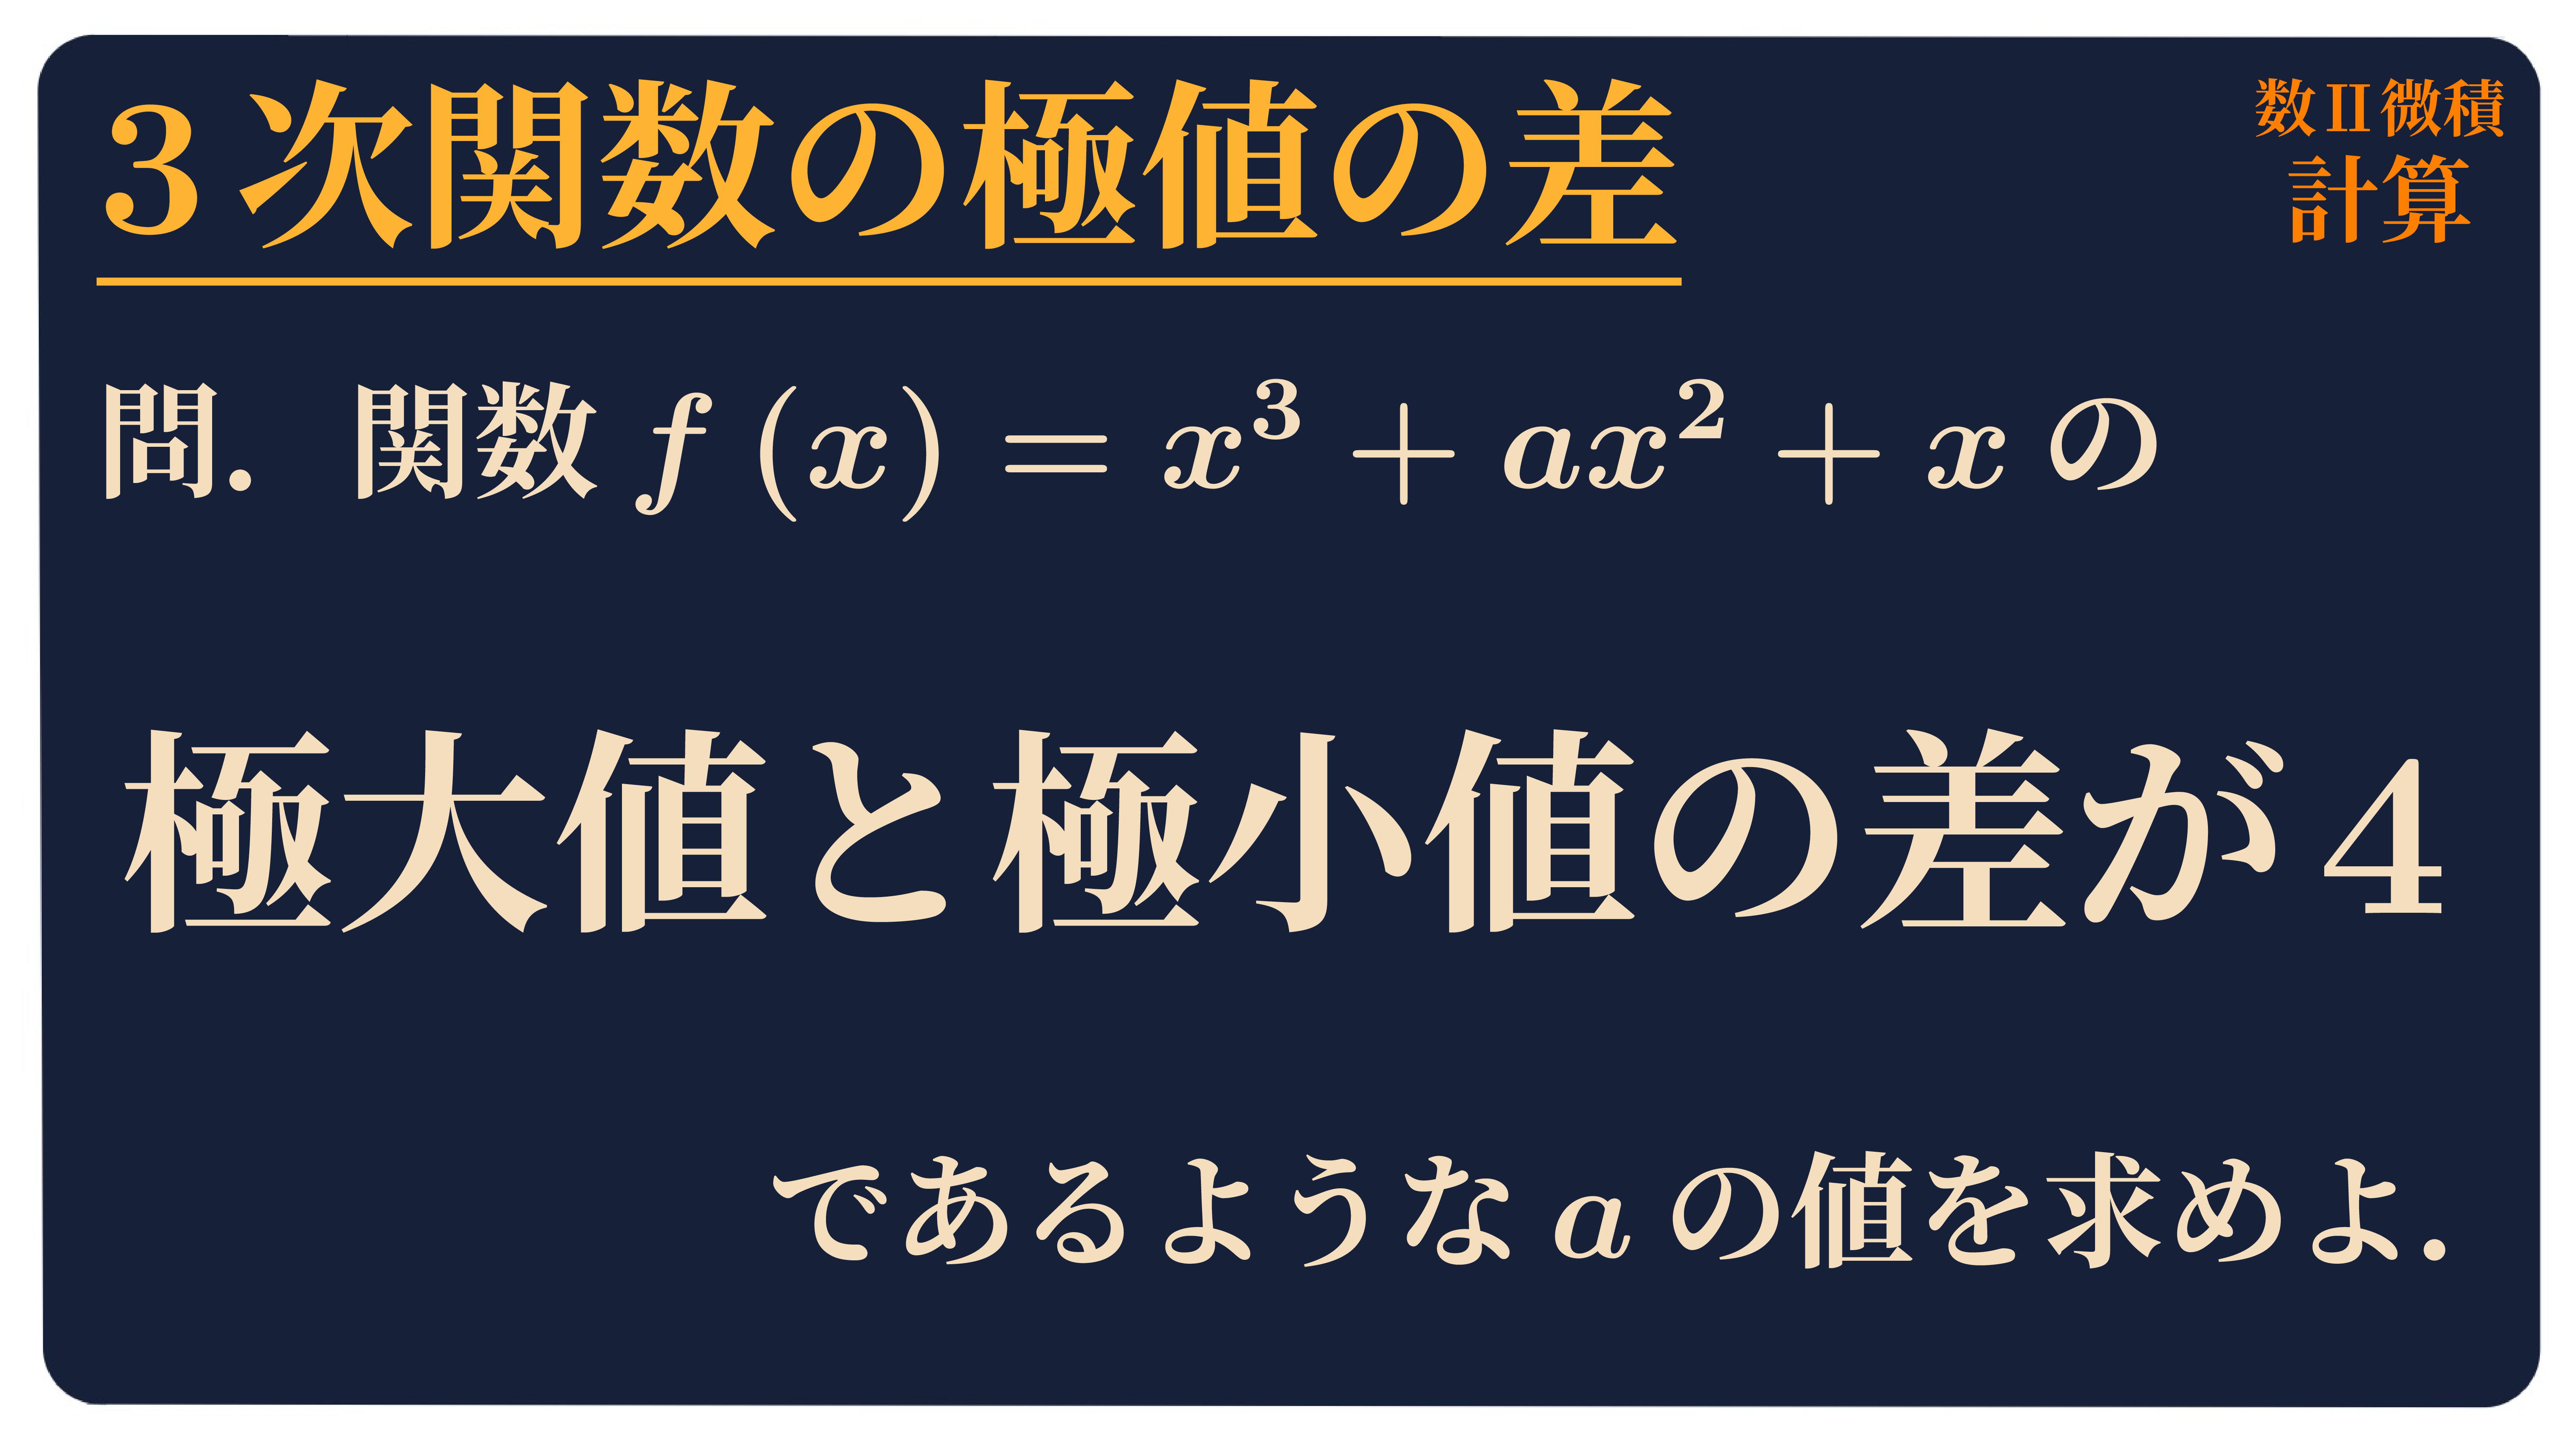 3次関数の極値の差
数Ⅱ微積
計算
問． 関数 f(x) = x³ + ax² + x の
極大値と極小値の差が4
であるような a の値を求めよ．